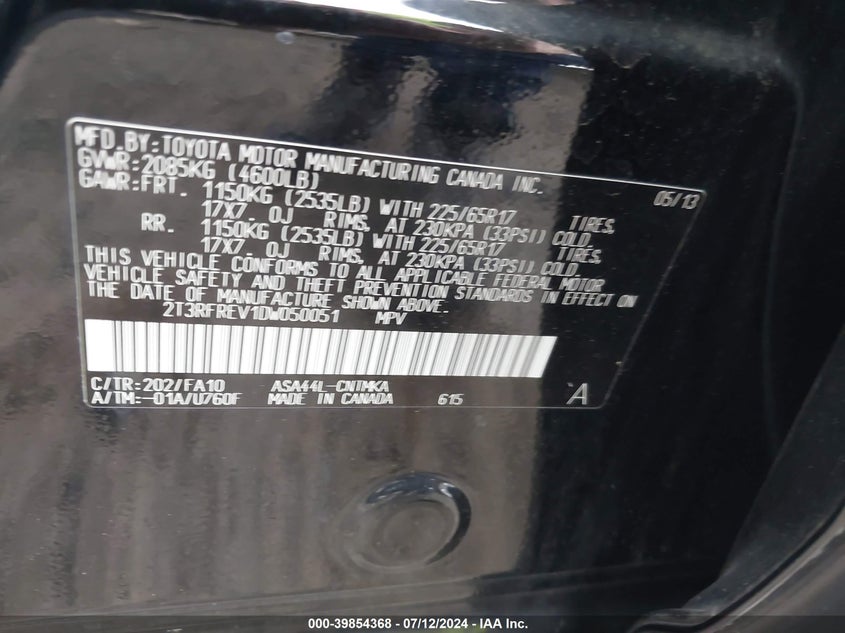 MFD. BY: TOYOTA MOTOR MANUFACTURING CANADA INC.
GVWR: 2085KG (4600LB) 05/13
GAWR: FRT. 1150KG (2535LB) WITH 225/65R17 TIRES,
17X7. 0J RIMS, AT 230KPA (33PSI) COLD.
RR. 1150KG (2535LB) WITH 225/65R17 TIRES,
17X7. 0J RIMS, AT 230KPA (33PSI) COLD.
THIS VEHICLE CONFORMS TO ALL APPLICABLE FEDERAL MOTOR
VEHICLE SAFETY AND THEFT PREVENTION STANDARDS IN EFFECT ON
THE DATE OF MANUFACTURE SHOWN ABOVE.
2T3RFREV1DW050051 MPV
C/TR: 202/FA10 ASA44L-CNTMKA
A/TM: -01A/U760F MADE IN CANADA 615 A
000-39854368 - 07/12/2024 - IAA Inc.